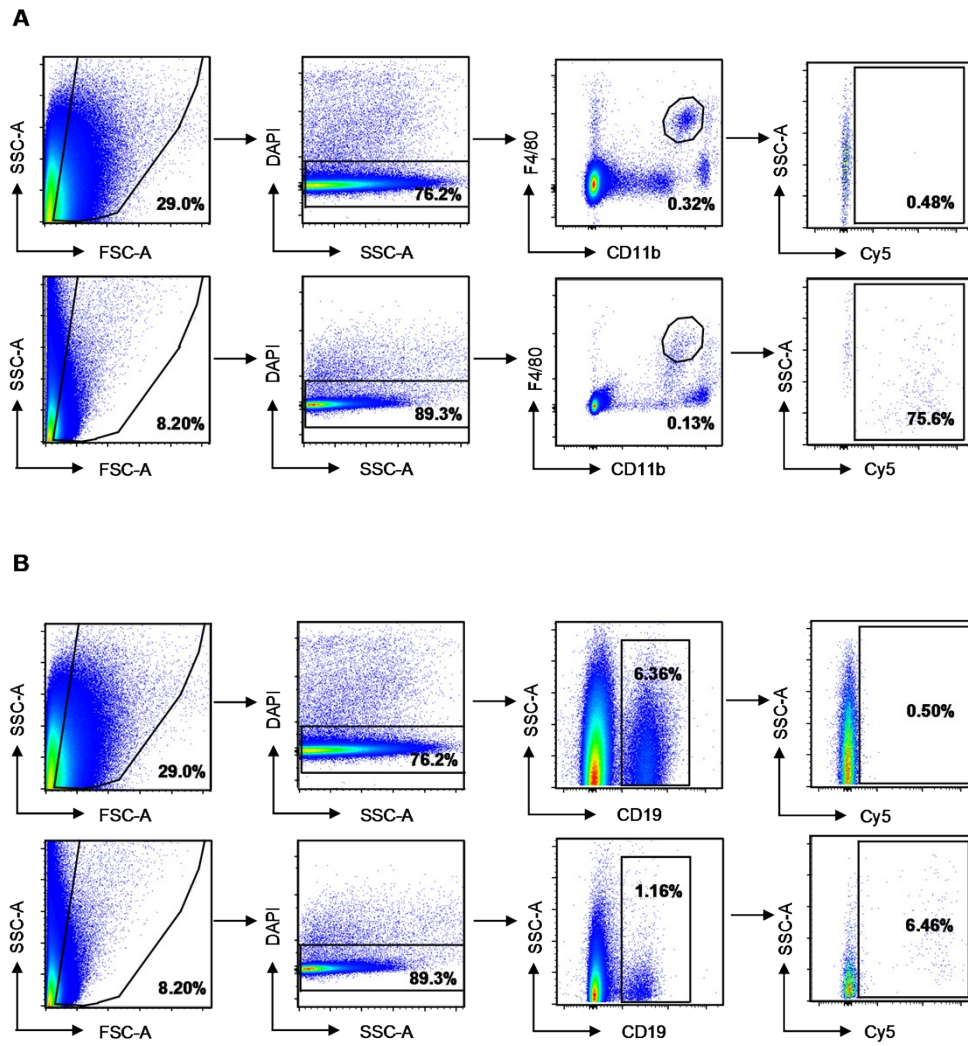 A
SSC-A
29.0%
FSC-A
DAPI
76.2%
SSC-A
F4/80
0.32%
CD11b
SSC-A
0.48%
Cy5
SSC-A
8.20%
FSC-A
DAPI
89.3%
SSC-A
F4/80
0.13%
CD11b
SSC-A
75.6%
Cy5
B
SSC-A
29.0%
FSC-A
DAPI
76.2%
SSC-A
SSC-A
6.36%
CD19
SSC-A
0.50%
Cy5
SSC-A
8.20%
FSC-A
DAPI
89.3%
SSC-A
SSC-A
1.16%
CD19
SSC-A
6.46%
Cy5